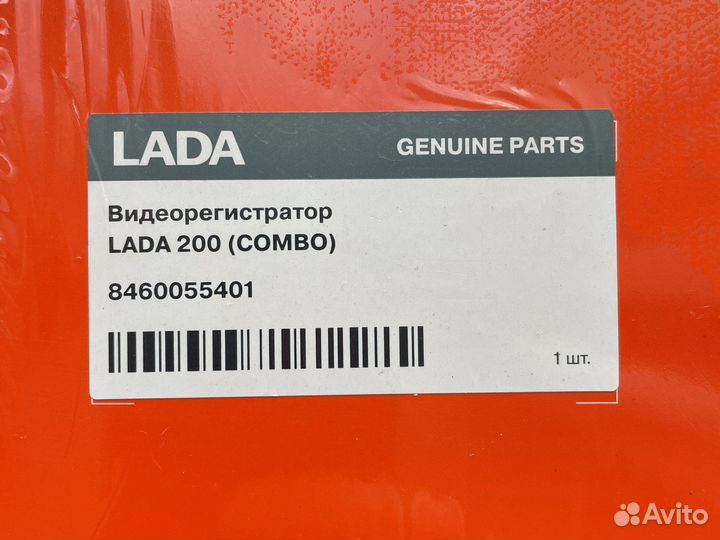 LADA GENUINE PARTS
Видеорегистратор
LADA 200 (COMBO)
8460055401
1 шт.
Avito